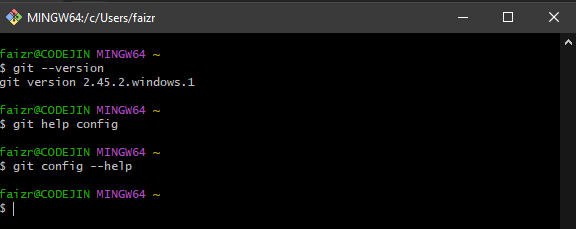 MINGW64:/c/Users/faizr
faizr@CODEJIN MINGW64 ~
$ git --version
git version 2.45.2.windows.1
faizr@CODEJIN MINGW64 ~
$ git help config
faizr@CODEJIN MINGW64 ~
$ git config --help
faizr@CODEJIN MINGW64 ~
$